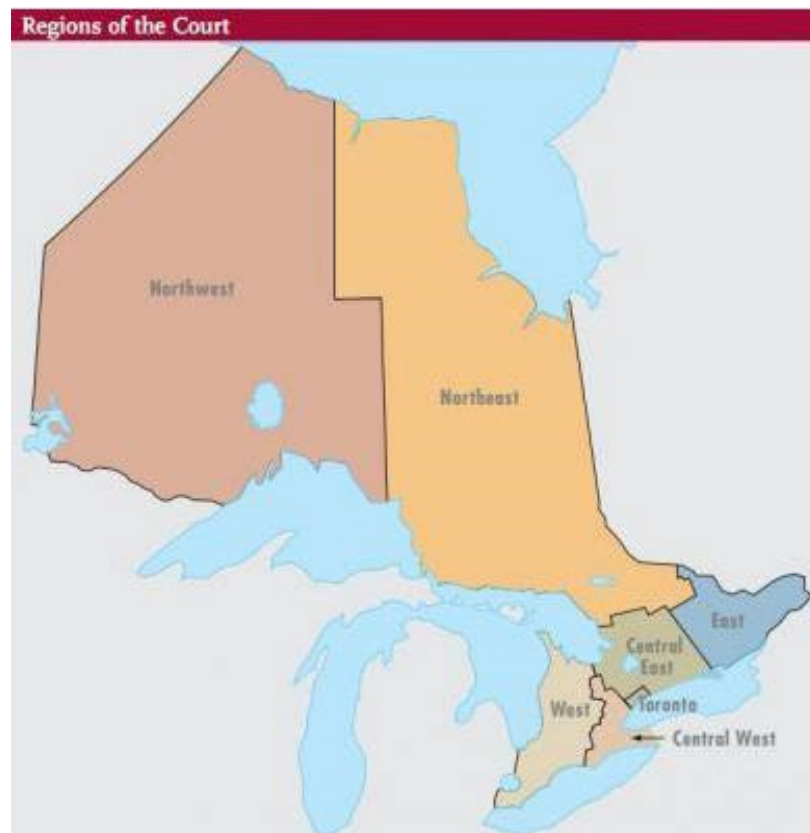 Regions of the Court
Northwest
Northeast
East
Central
East
West
Toronto
Central West